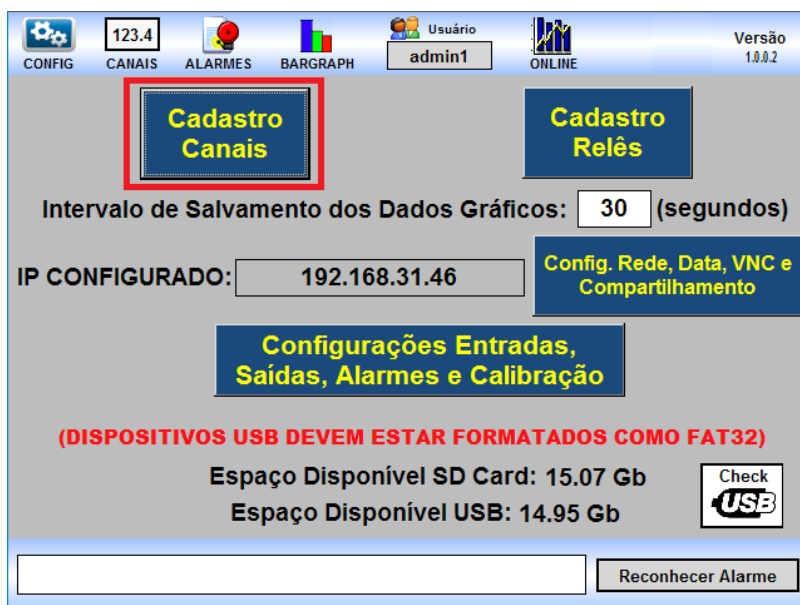 123.4
Usuário
Versão
CONFIG
CANAIS
ALARMES
BARGRAPH
admin1
ONLINE
1.0.0.2
Cadastro
Canais
Cadastro
Relês
Intervalo de Salvamento dos Dados Gráficos: 30 (segundos)
IP CONFIGURADO: 192.168.31.46
Config. Rede, Data, VNC e
Compartilhamento
Configurações Entradas,
Saídas, Alarmes e Calibração
(DISPOSITIVOS USB DEVEM ESTAR FORMATADOS COMO FAT32)
Espaço Disponível SD Card: 15.07 Gb
Espaço Disponível USB: 14.95 Gb
Check
USB
Reconhecer Alarme